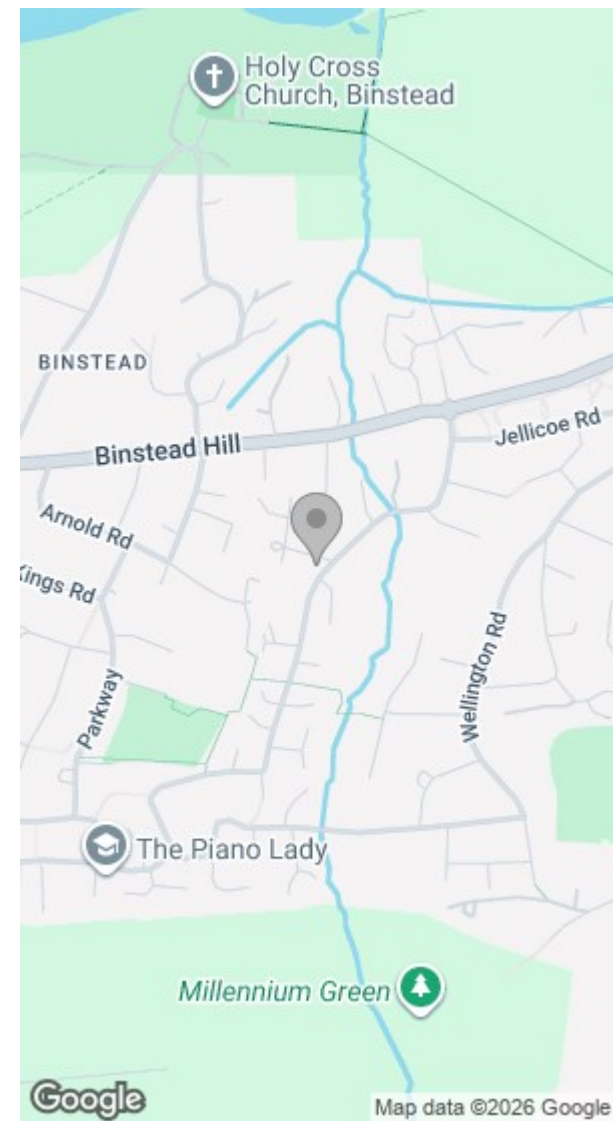 Holy Cross
Church, Binstead
BINSTEAD
Binstead Hill
Jellicoe Rd
Arnold Rd
Kings Rd
Wellington Rd
Parkway
The Piano Lady
Millennium Green
Google
Map data ©2026 Google